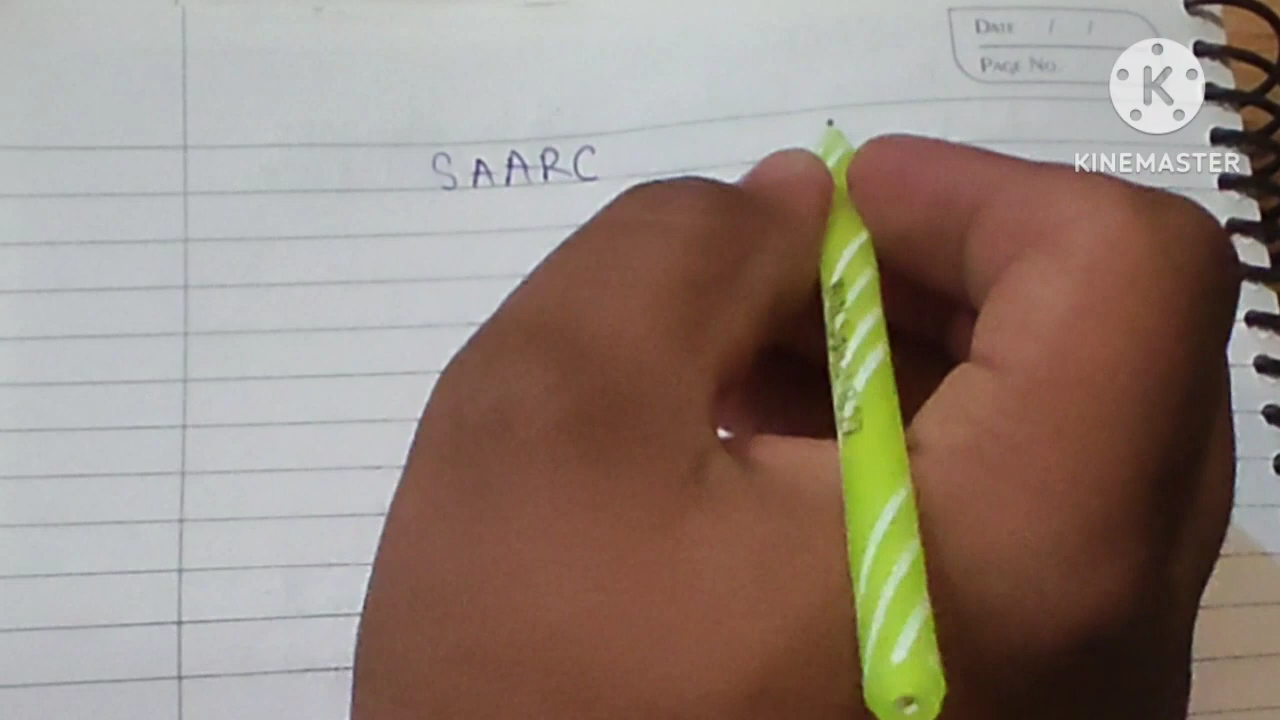 DATE / /
PAGE NO.
K
KINEMASTER
SAARC